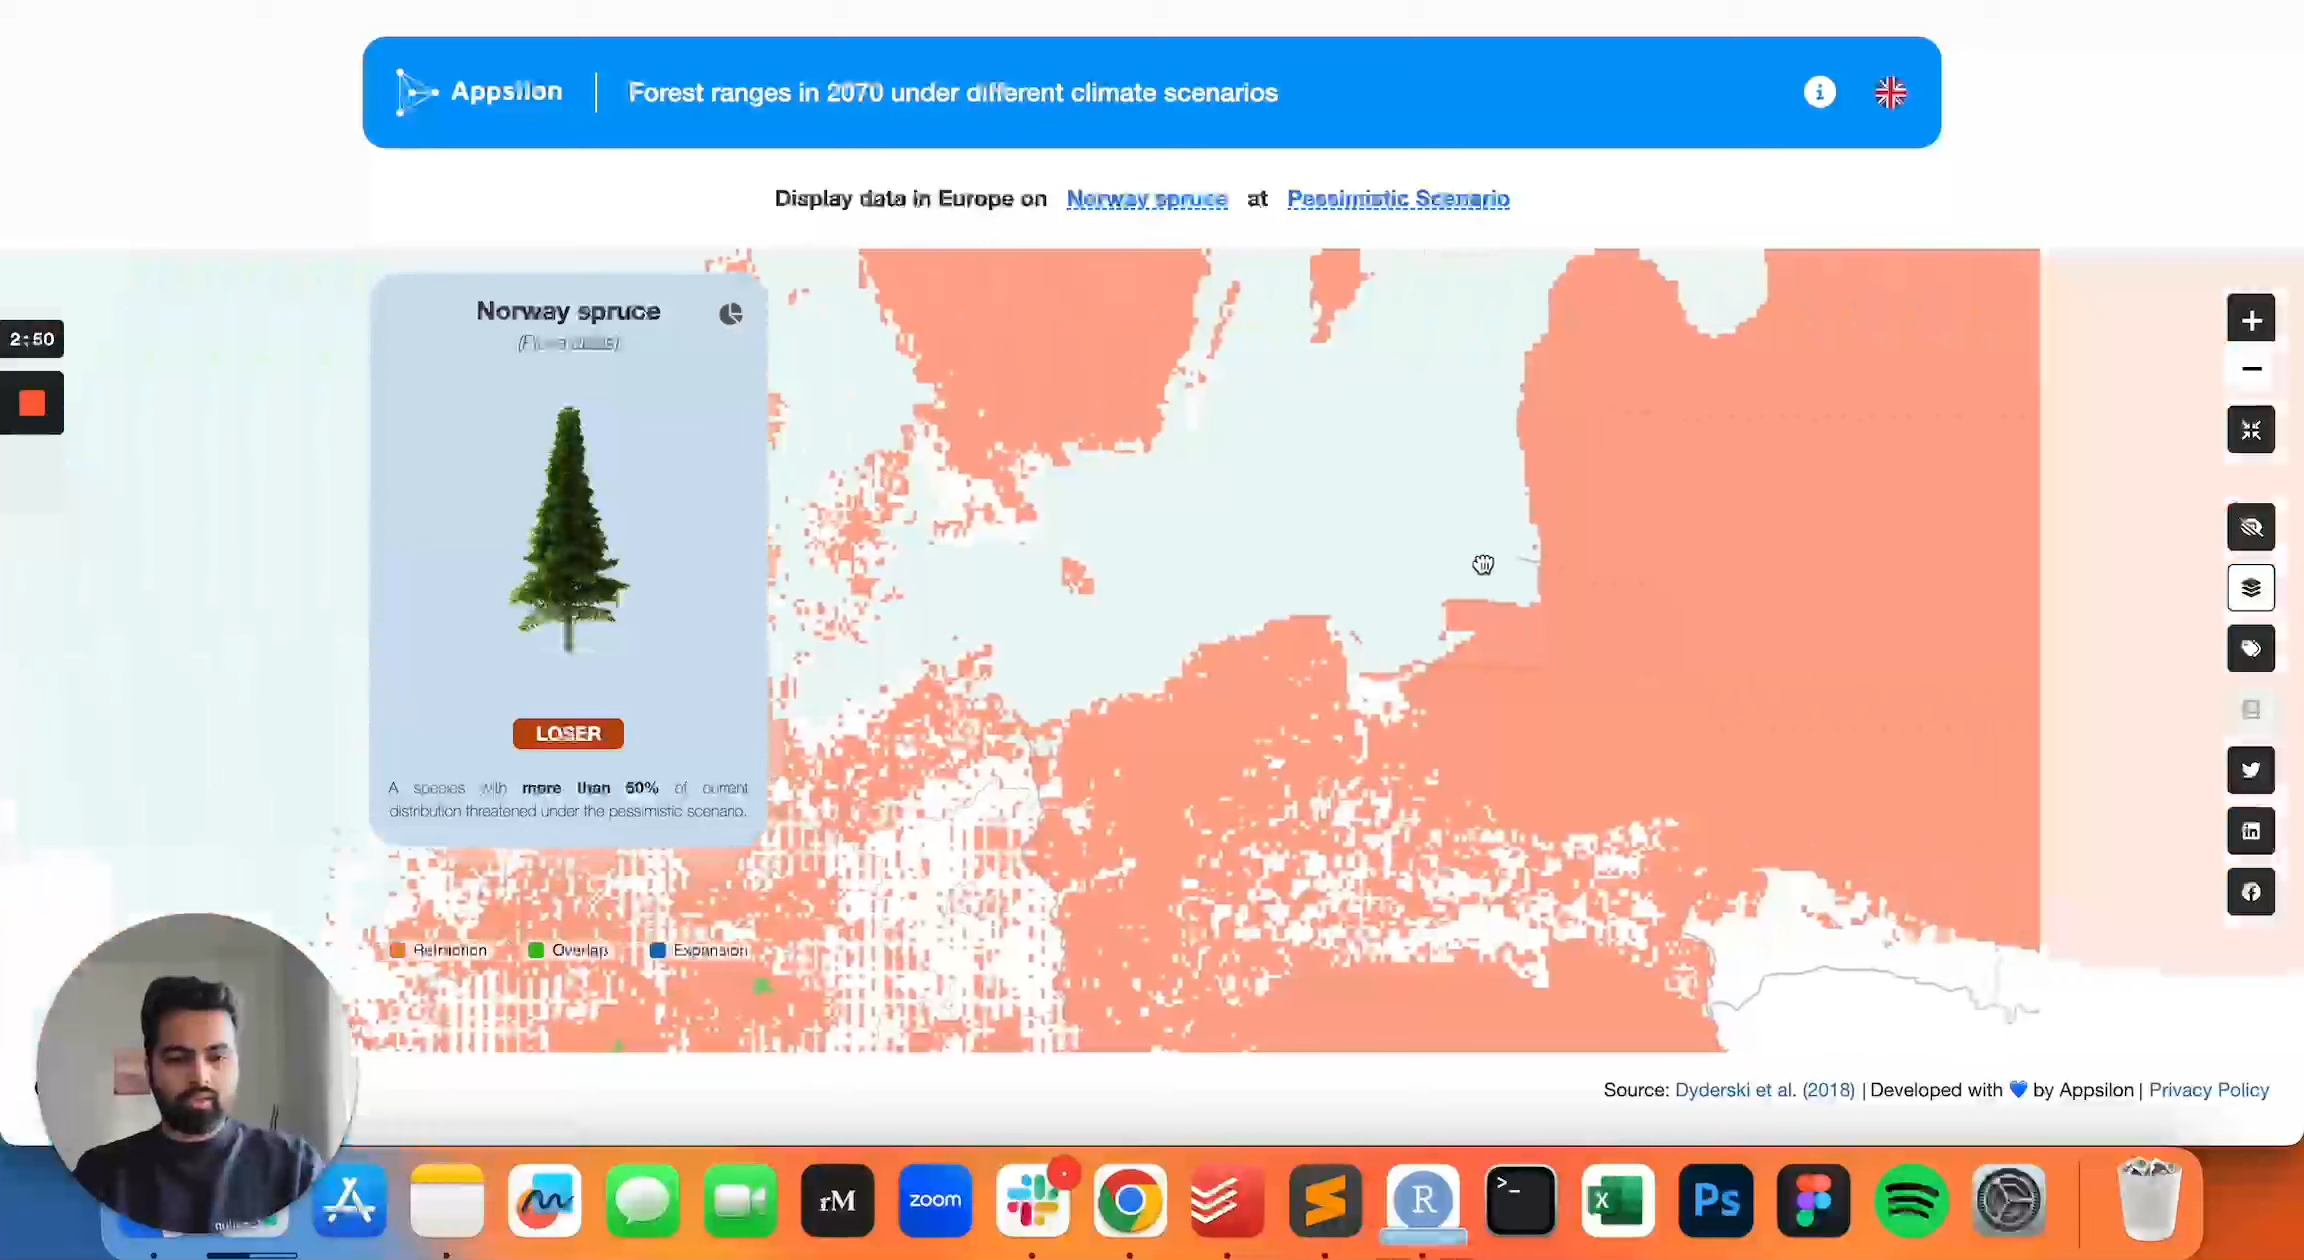 Appsilon
Forest ranges in 2070 under different climate scenarios
Display data in Europe on Norway spruce at Pessimistic Scenario
Norway spruce
2:50
LOSER
A species with more than 50% of current
distribution threatened under the pessimistic scenario.
Retraction Overlap Expansion
Source: Dyderski et al. (2018) | Developed with 💙 by Appsilon | Privacy Policy
rM
zoom
R
>_
X
Ps